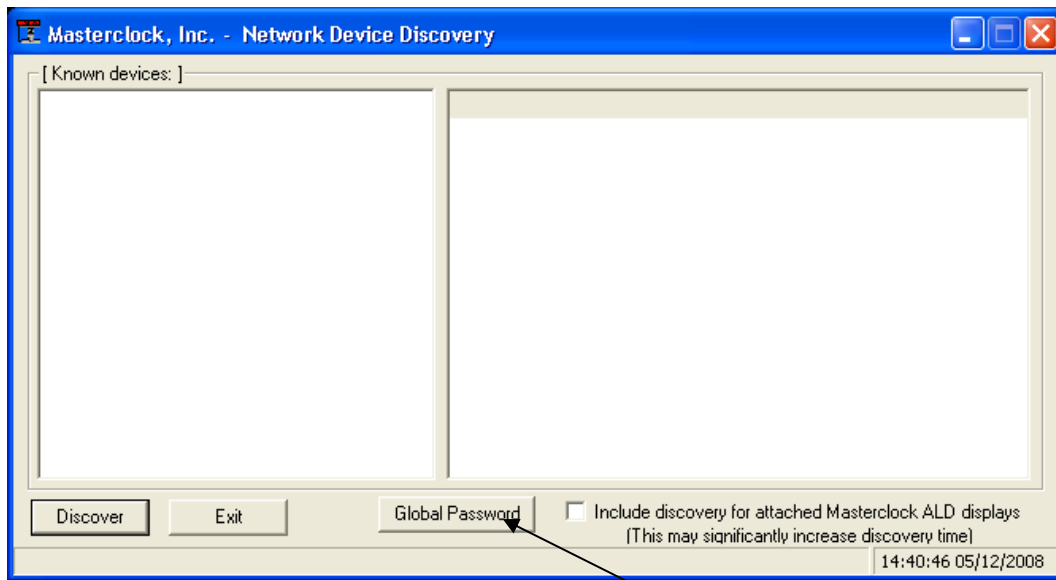 Masterclock, Inc. - Network Device Discovery
[ Known devices: ]
Discover
Exit
Global Password
Include discovery for attached Masterclock ALD displays
(This may significantly increase discovery time)
14:40:46 05/12/2008